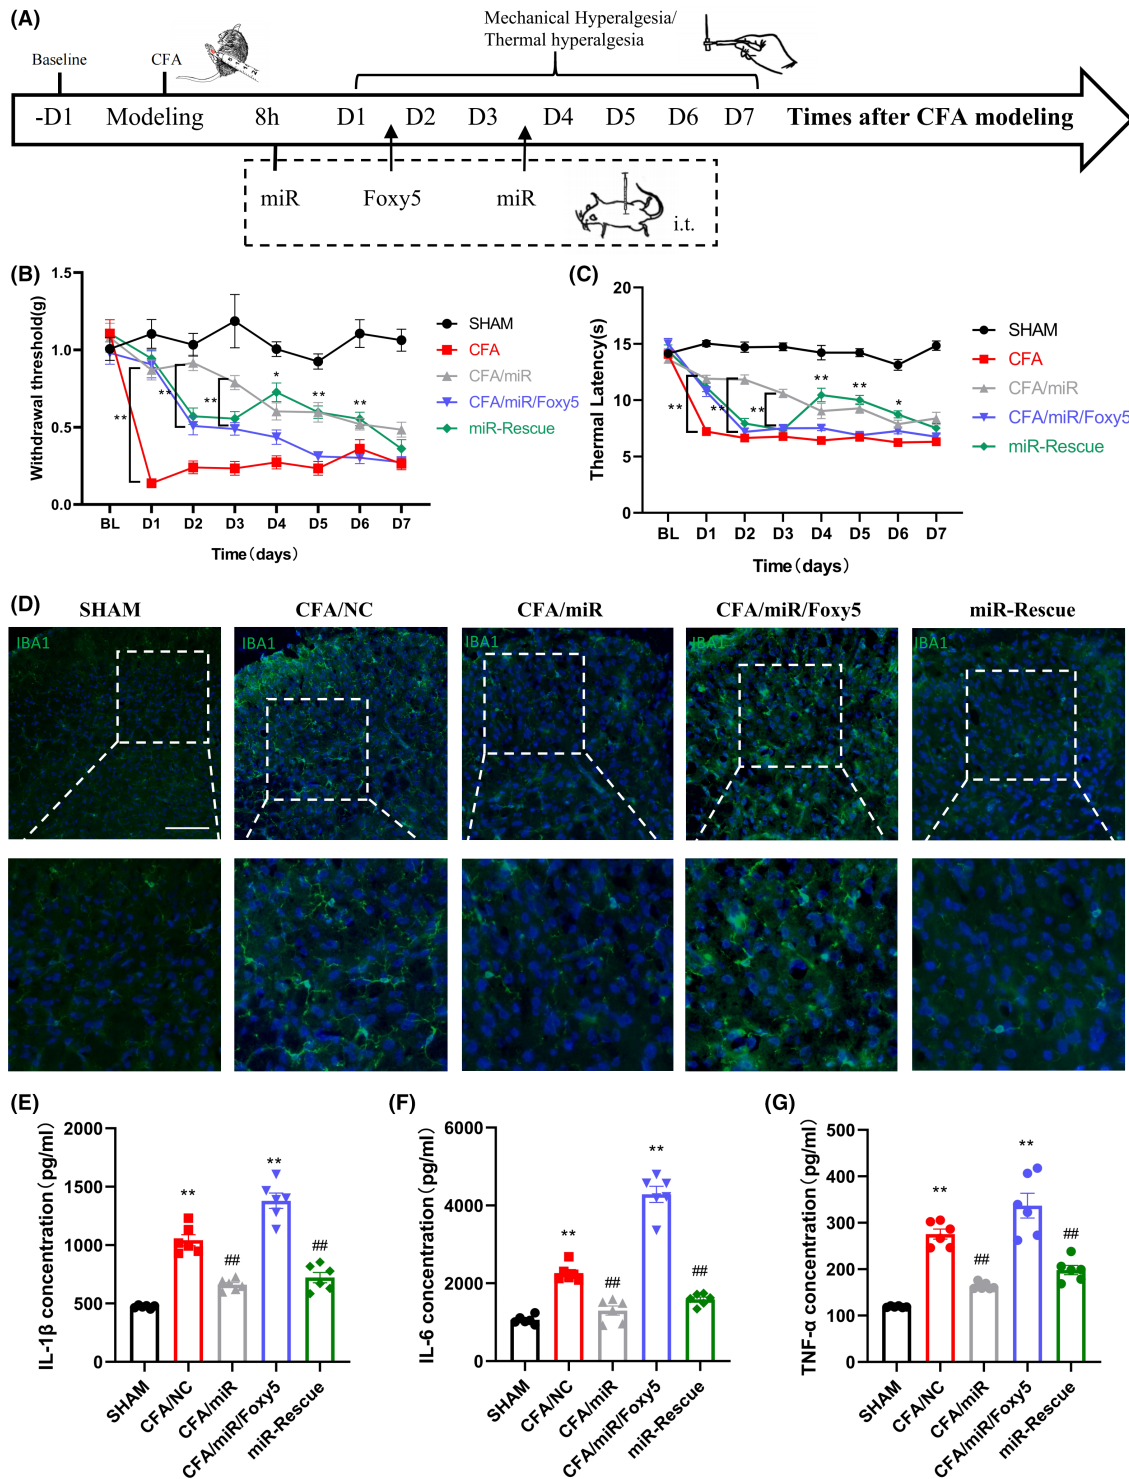 (A)
Mechanical Hyperalgesia/
Thermal hyperalgesia
Baseline
CFA
-D1 Modeling 8h D1 D2 D3 D4 D5 D6 D7 Times after CFA modeling
miR Foxy5 miR
i.t.
(B)
Withdrawal threshold(g)
1.5
1.0
0.5
0.0
BL D1 D2 D3 D4 D5 D6 D7
Time(days)
** ** ** * ** **
SHAM
CFA
CFA/miR
CFA/miR/Foxy5
miR-Rescue
(C)
Thermal Latency(s)
20
15
10
5
0
BL D1 D2 D3 D4 D5 D6 D7
Time(days)
** ** ** ** ** *
SHAM
CFA
CFA/miR
CFA/miR/Foxy5
miR-Rescue
(D)
SHAM CFA/NC CFA/miR CFA/miR/Foxy5 miR-Rescue
IBA1 IBA1 IBA1 IBA1 IBA1
(E)
IL-1β concentration(pg/ml)
2000
1500
1000
500
0
** ## ** ##
SHAM
CFA/NC
CFA/miR
CFA/miR/Foxy5
miR-Rescue
(F)
IL-6 concentration(pg/ml)
6000
4000
2000
0
** ## ** ##
SHAM
CFA/NC
CFA/miR
CFA/miR/Foxy5
miR-Rescue
(G)
TNF-α concentration(pg/ml)
500
400
300
200
100
0
** ## ** ##
SHAM
CFA/NC
CFA/miR
CFA/miR/Foxy5
miR-Rescue